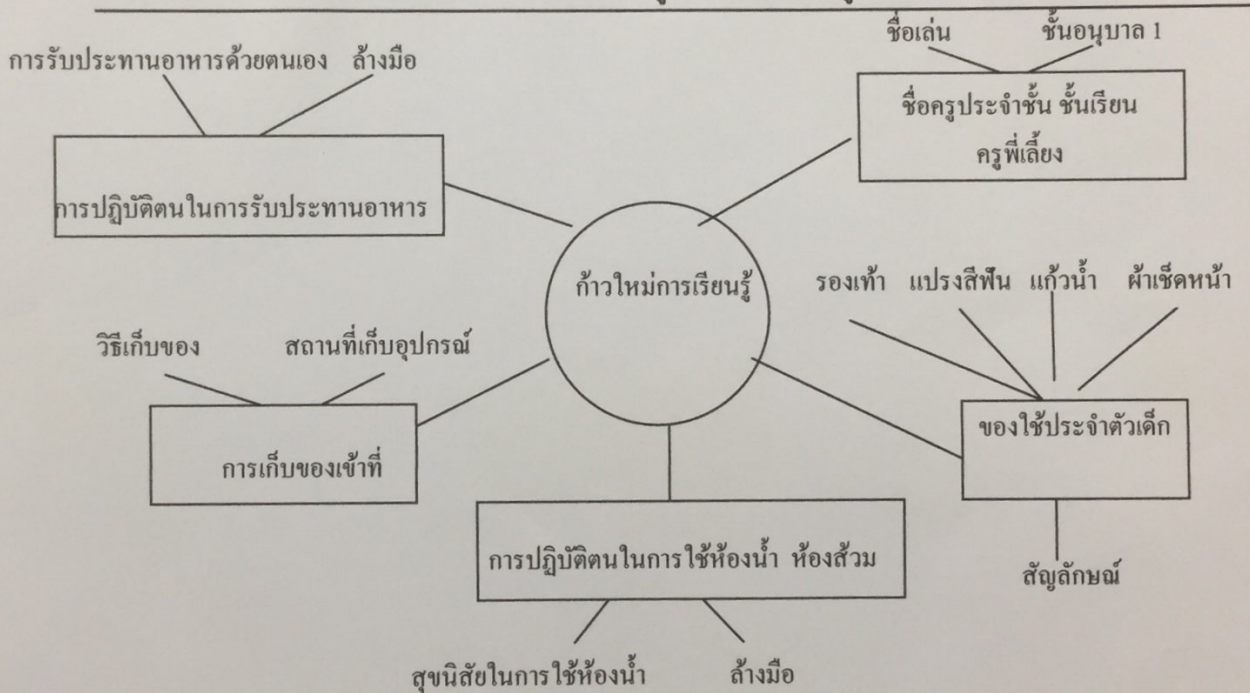 ชื่อเล่น ชั้นอนุบาล 1
การรับประทานอาหารด้วยตนเอง ล้างมือ
ชื่อครูประจำชั้น ชั้นเรียน
ครูพี่เลี้ยง
การปฏิบัติตนในการรับประทานอาหาร
ก้าวใหม่การเรียนรู้
รองเท้า แปรงสีฟัน แก้วน้ำ ผ้าเช็ดหน้า
วิธีเก็บของ สถานที่เก็บอุปกรณ์
ของใช้ประจำตัวเด็ก
การเก็บของเข้าที่
การปฏิบัติตนในการใช้ห้องน้ำ ห้องส้วม
สัญลักษณ์
สุขนิสัยในการใช้ห้องน้ำ ล้างมือ